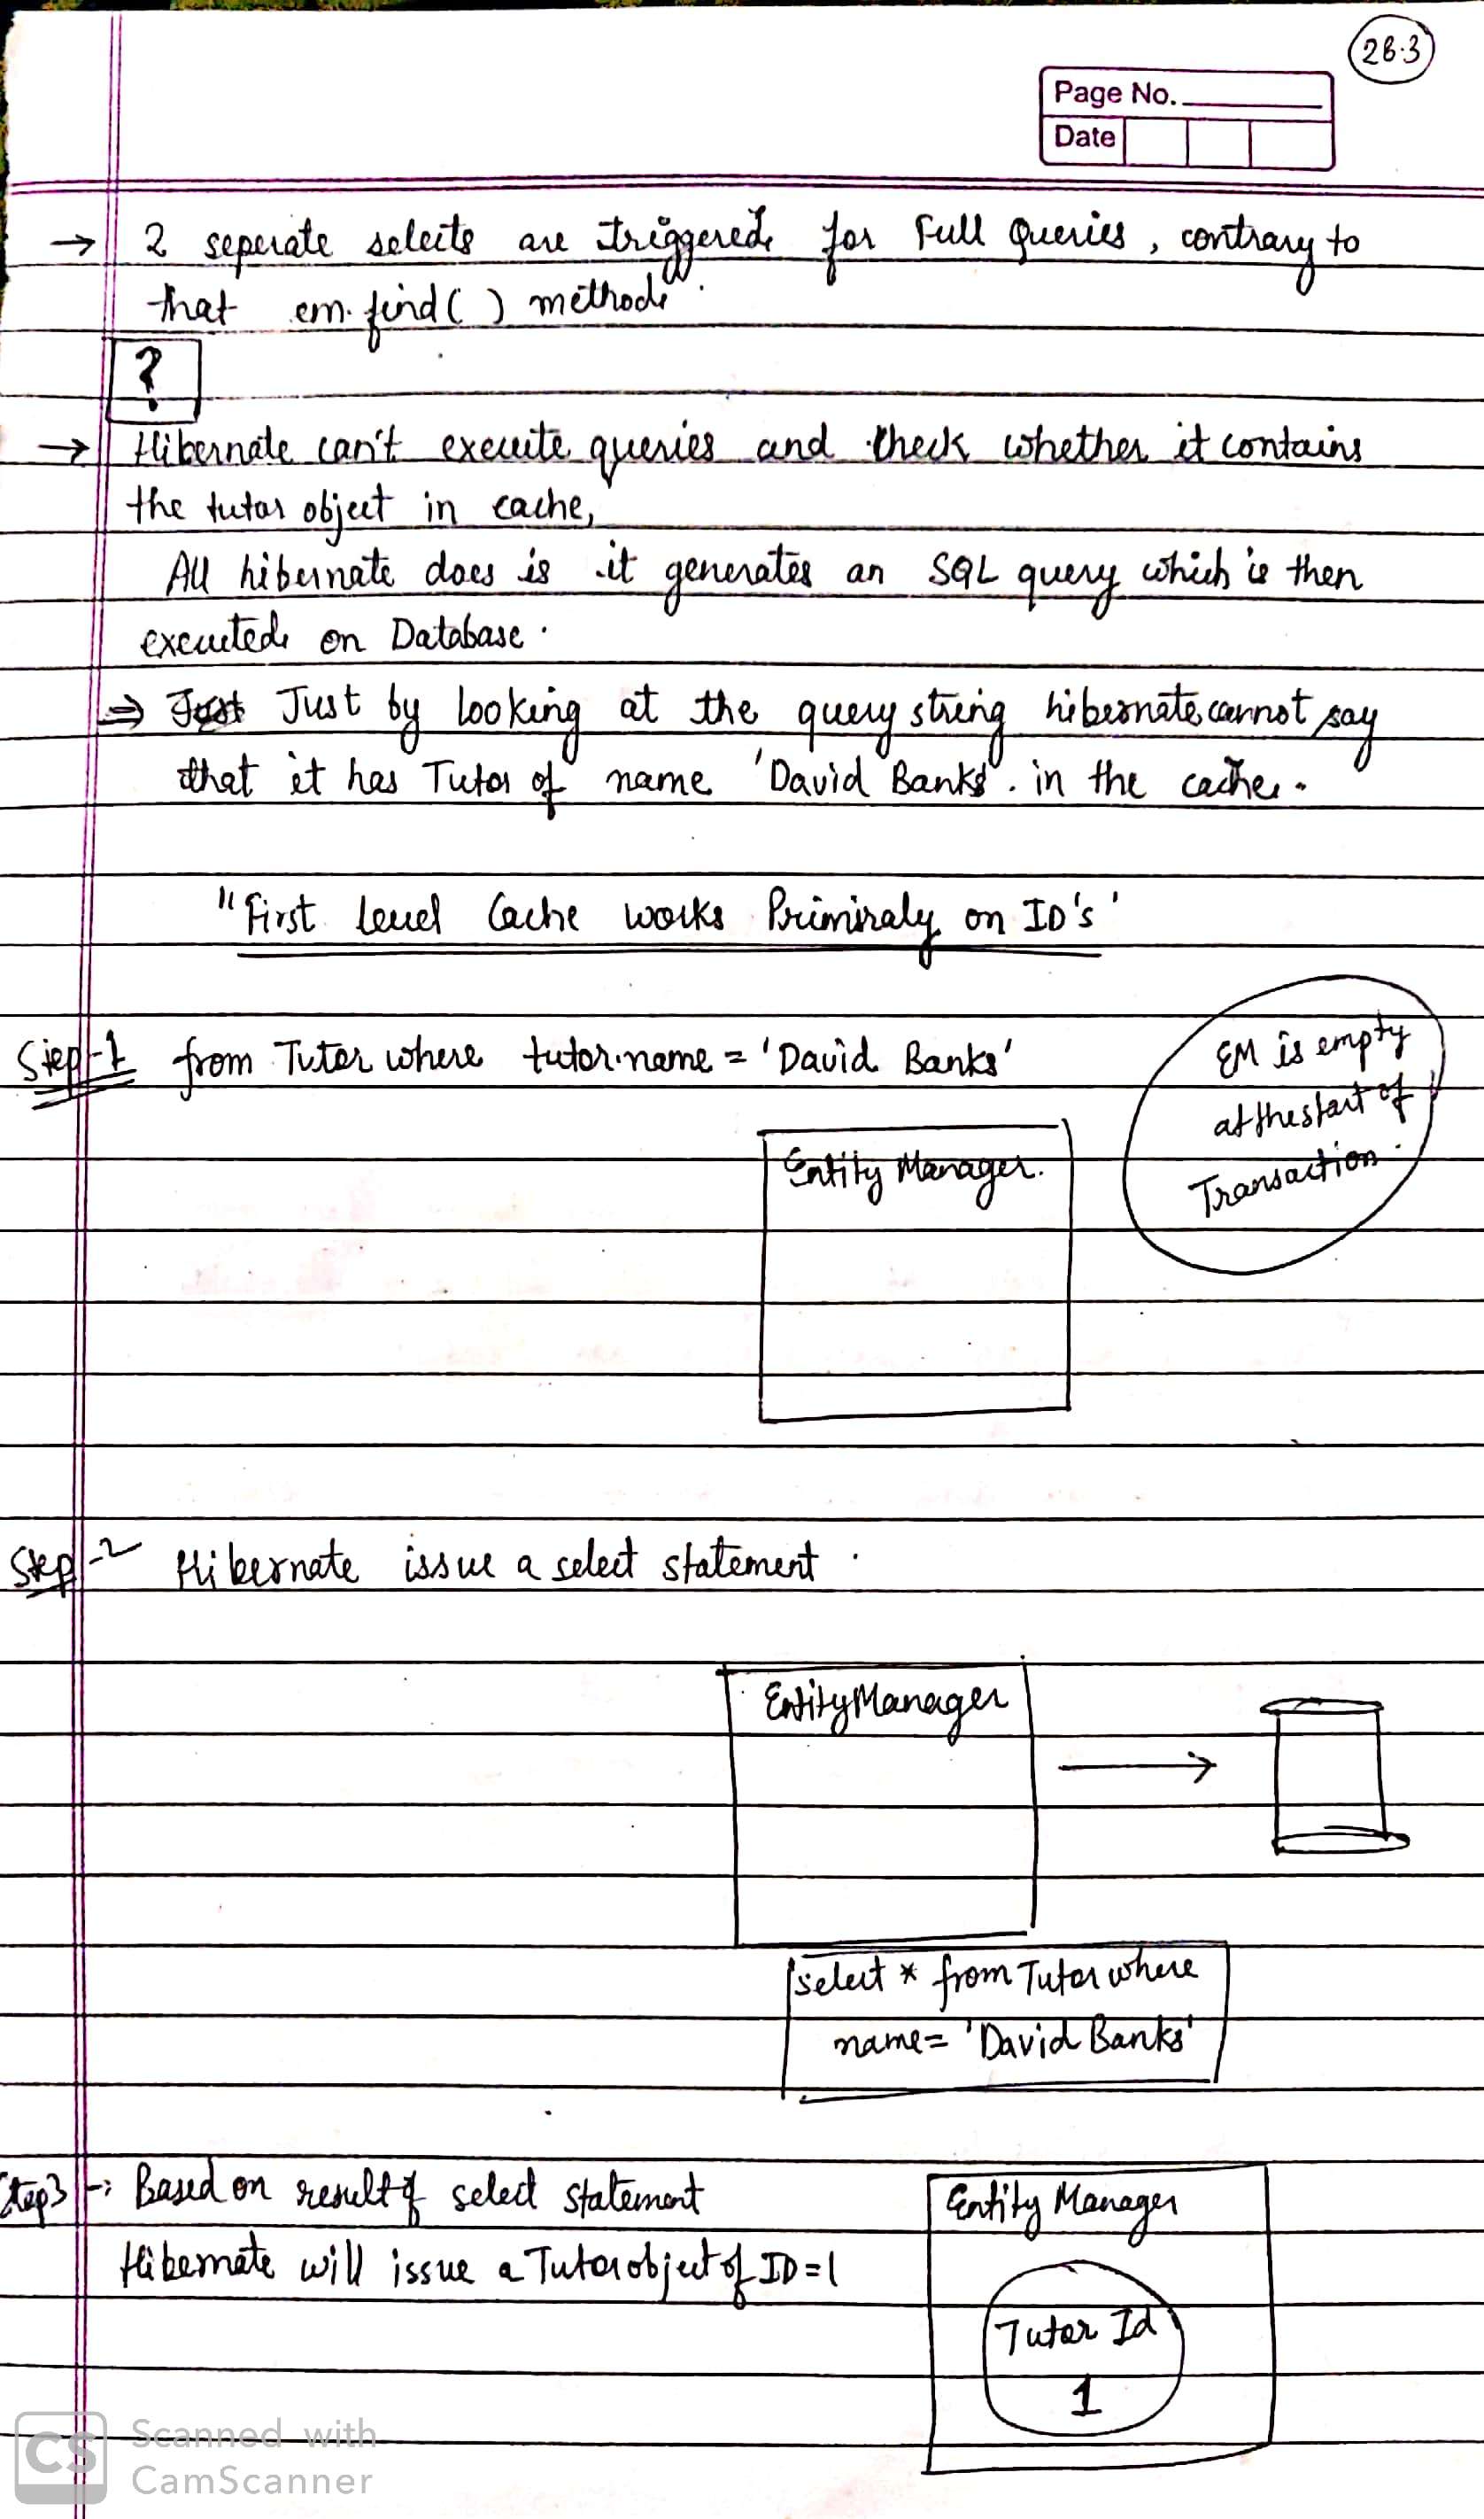 28.3
Page No.
Date
→ 2 seperate selects are triggered for Full Queries, contrary to
that em.find( ) method.
?
→ Hibernate can't execute queries and check whether it contains
the tutor object in cache,
All hibernate does is it generates an SQL query which is then
executed on Database.
⇒ Just Just by looking at the query string hibernate cannot say
that it has Tutor of name 'David Banks'. in the cache.
"First level Cache works Primiraly on ID's'
Step-1 from Tutor where tutor.name = 'David Banks'
EM is empty
at the start of
Transaction.
Entity Manager.
Step-2 Hibernate issue a select statement.
EntityManager
→
select * from Tutor where
name = 'David Banks'
Step3 -: Based on result of select statement
Hibernate will issue a Tutor object of ID=1
Entity Manager
Tutor Id
1
CS Scanned with
CamScanner